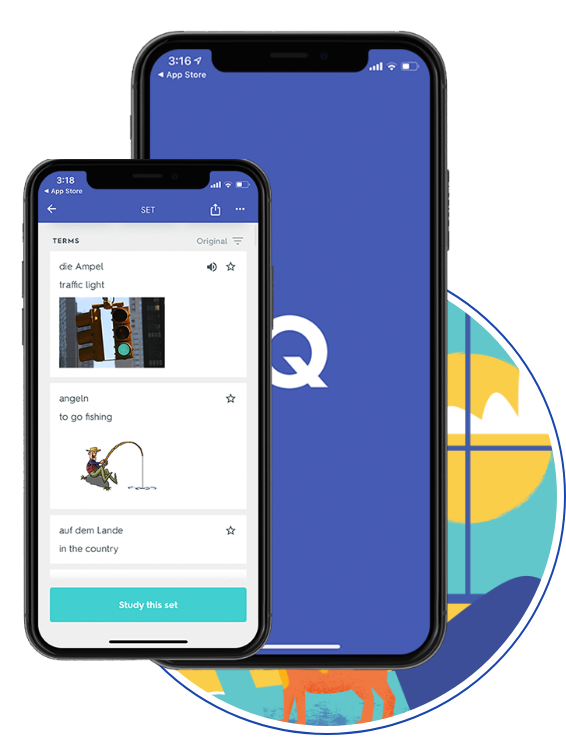 3:16
◀ App Store
Q
3:18
◀ App Store
SET
TERMS
Original
die Ampel
traffic light
angeln
to go fishing
auf dem Lande
in the country
Study this set